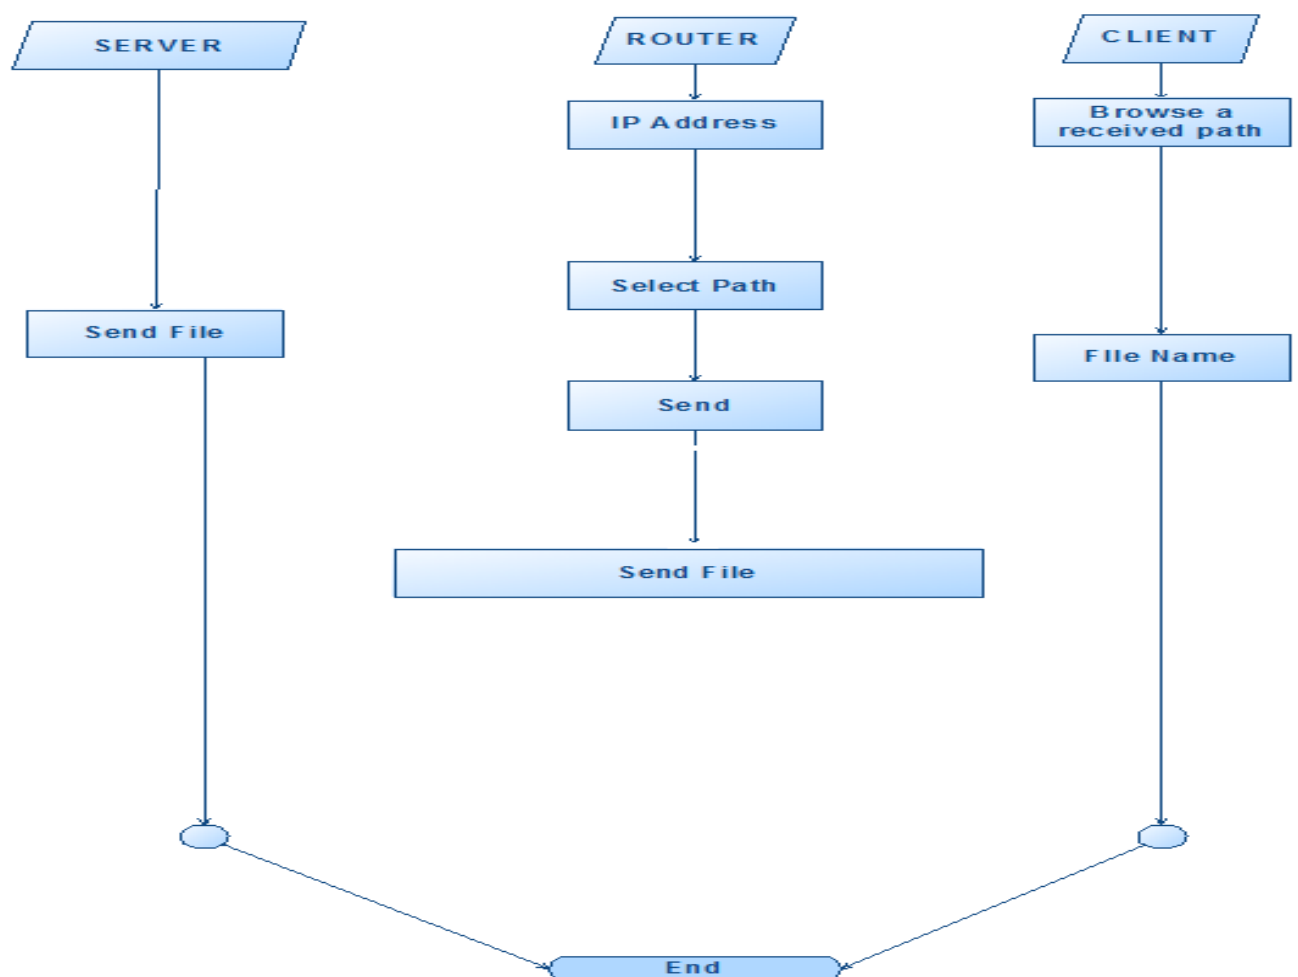 SERVER
ROUTER
CLIENT
IP Address
Browse a
received path
Select Path
Send File
FIle Name
Send
Send File
End